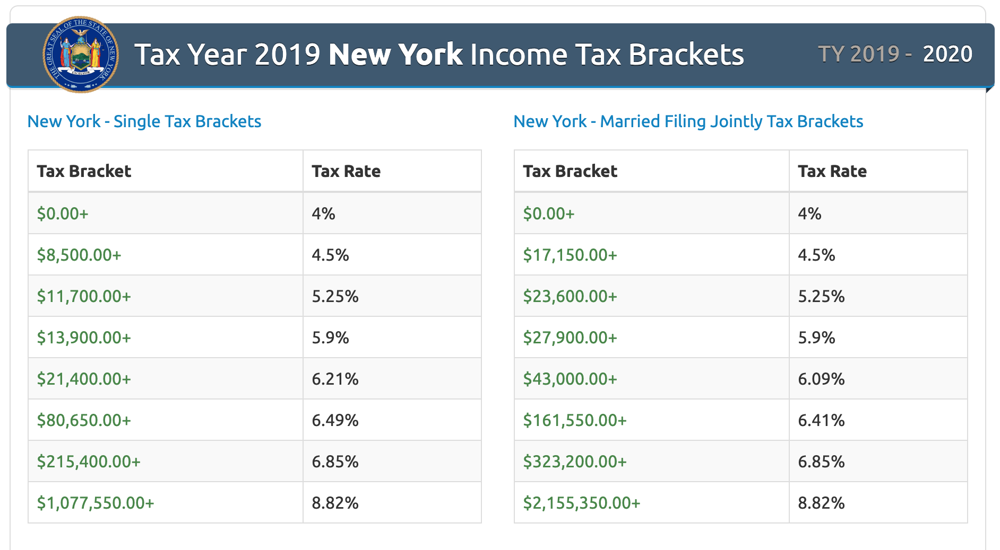 THE GREAT SEAL OF THE STATE OF NEW YORK
EXCELSIOR
Tax Year 2019 New York Income Tax Brackets
TY 2019 - 2020
New York - Single Tax Brackets
Tax Bracket Tax Rate
$0.00+ 4%
$8,500.00+ 4.5%
$11,700.00+ 5.25%
$13,900.00+ 5.9%
$21,400.00+ 6.21%
$80,650.00+ 6.49%
$215,400.00+ 6.85%
$1,077,550.00+ 8.82%
New York - Married Filing Jointly Tax Brackets
Tax Bracket Tax Rate
$0.00+ 4%
$17,150.00+ 4.5%
$23,600.00+ 5.25%
$27,900.00+ 5.9%
$43,000.00+ 6.09%
$161,550.00+ 6.41%
$323,200.00+ 6.85%
$2,155,350.00+ 8.82%